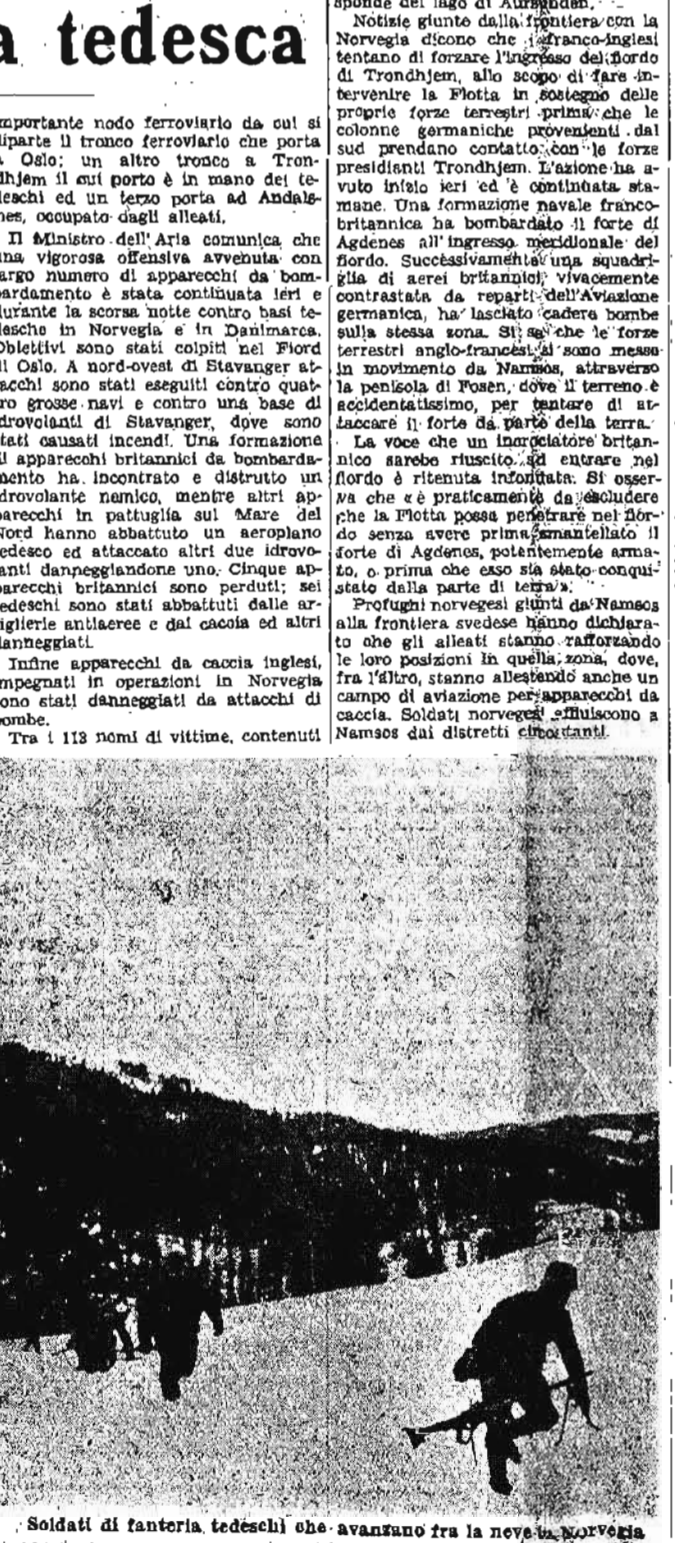 a tedesca
mportante nodo ferroviario da cui si
diparte il tronco ferroviario che porta
a Oslo; un altro tronco a Tron-
dhjem il cui porto è in mano dei te-
deschi ed un terzo porta ad Andals-
nes, occupato dagli alleati.
Il Ministro dell'Aria comunica che
una vigorosa offensiva avvenuta con
largo numero di apparecchi da bom-
bardamento è stata continuata ieri e
durante la scorsa notte contro basi te-
desche in Norvegia e in Danimarca.
Obiettivi sono stati colpiti nel Fiord
di Oslo. A nord-ovest di Stavanger at-
tacchi sono stati eseguiti contro quat-
tro grosse navi e contro una base di
idrovolanti di Stavanger, dove sono
stati causati incendi. Una formazione
di apparecchi britannici da bombarda-
mento ha incontrato e distrutto un
idrovolante nemico, mentre altri ap-
parecchi in pattuglia sul Mare del
Nord hanno abbattuto un aeroplano
tedesco ed attaccato altri due idrovo-
lanti danneggiandone uno. Cinque ap-
parecchi britannici sono perduti; sei
tedeschi sono stati abbattuti dalle ar-
tiglierie antiaeree e dai caccia ed altri
danneggiati.
Infine apparecchi da caccia inglesi,
impegnati in operazioni in Norvegia
sono stati danneggiati da attacchi di
bombe.
Tra i 113 nomi di vittime, contenuti
sponde del lago di Aursunden.
Notizie giunte dalla frontiera con la
Norvegia dicono che i franco-inglesi
tentano di forzare l'ingresso del fiordo
di Trondhjem, allo scopo di fare in-
tervenire la Flotta in sostegno delle
proprie forze terrestri prima che le
colonne germaniche provenienti dal
sud prendano contatto con le forze
presidianti Trondhjem. L'azione ha a-
vuto inizio ieri ed è continuata sta-
mane. Una formazione navale franco-
britannica ha bombardato il forte di
Agdenes all'ingresso meridionale del
fiordo. Successivamente una squadri-
glia di aerei britannici, vivacemente
contrastata da reparti dell'Aviazione
germanica, ha lasciato cadere bombe
sulla stessa zona. Si sa che le forze
terrestri anglo-francesi si sono messe
in movimento da Namsos, attraverso
la penisola di Fosen, dove il terreno è
accidentatissimo, per tentare di at-
taccare il forte da parte della terra.
La voce che un incrociatore britan-
nico sarebe riuscito ad entrare nel
fiordo è ritenuta infondata. Si osser-
va che «è praticamente da escludere
che la Flotta possa penetrare nel fior-
do senza avere prima smantellato il
forte di Agdenes, potentemente arma-
to, o prima che esso sia stato conqui-
stato dalla parte di terra».
Profughi norvegesi giunti da Namsos
alla frontiera svedese hanno dichiara-
to che gli alleati stanno rafforzando
le loro posizioni in quella zona, dove,
fra l'altro, stanno allestendo anche un
campo di aviazione per apparecchi da
caccia. Soldati norvegesi affluiscono a
Namsos dai distretti circostanti.
Soldati di fanteria tedeschi che avanzano fra la neve in Norvegia